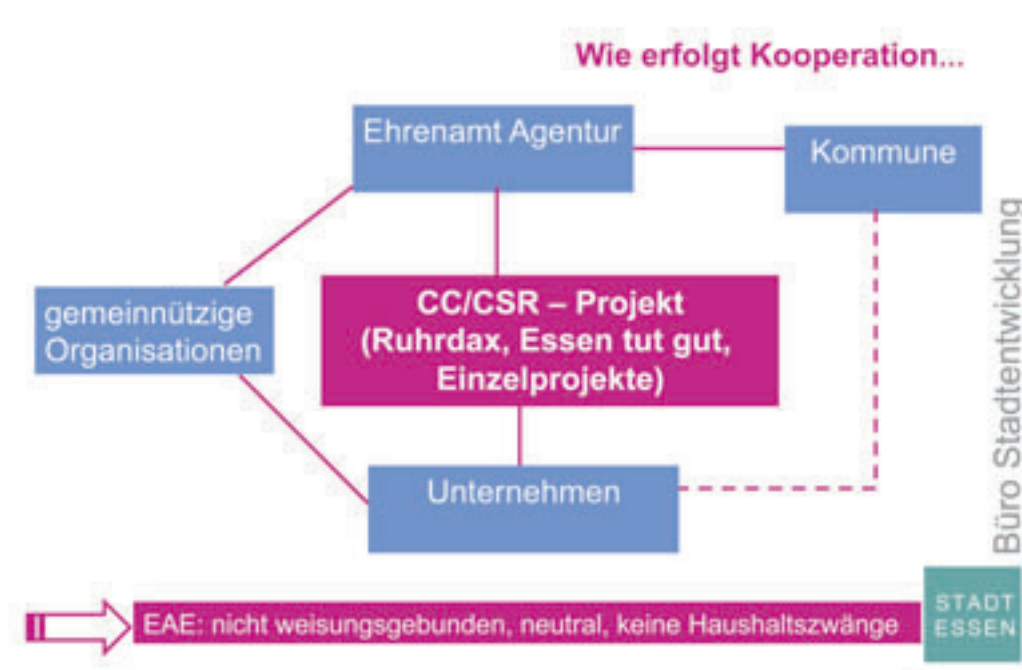 Wie erfolgt Kooperation...
Ehrenamt Agentur
Kommune
gemeinnützige
Organisationen
CC/CSR – Projekt
(Ruhrdax, Essen tut gut,
Einzelprojekte)
Unternehmen
Büro Stadtentwicklung
EAE: nicht weisungsgebunden, neutral, keine Haushaltszwänge
STADT
ESSEN